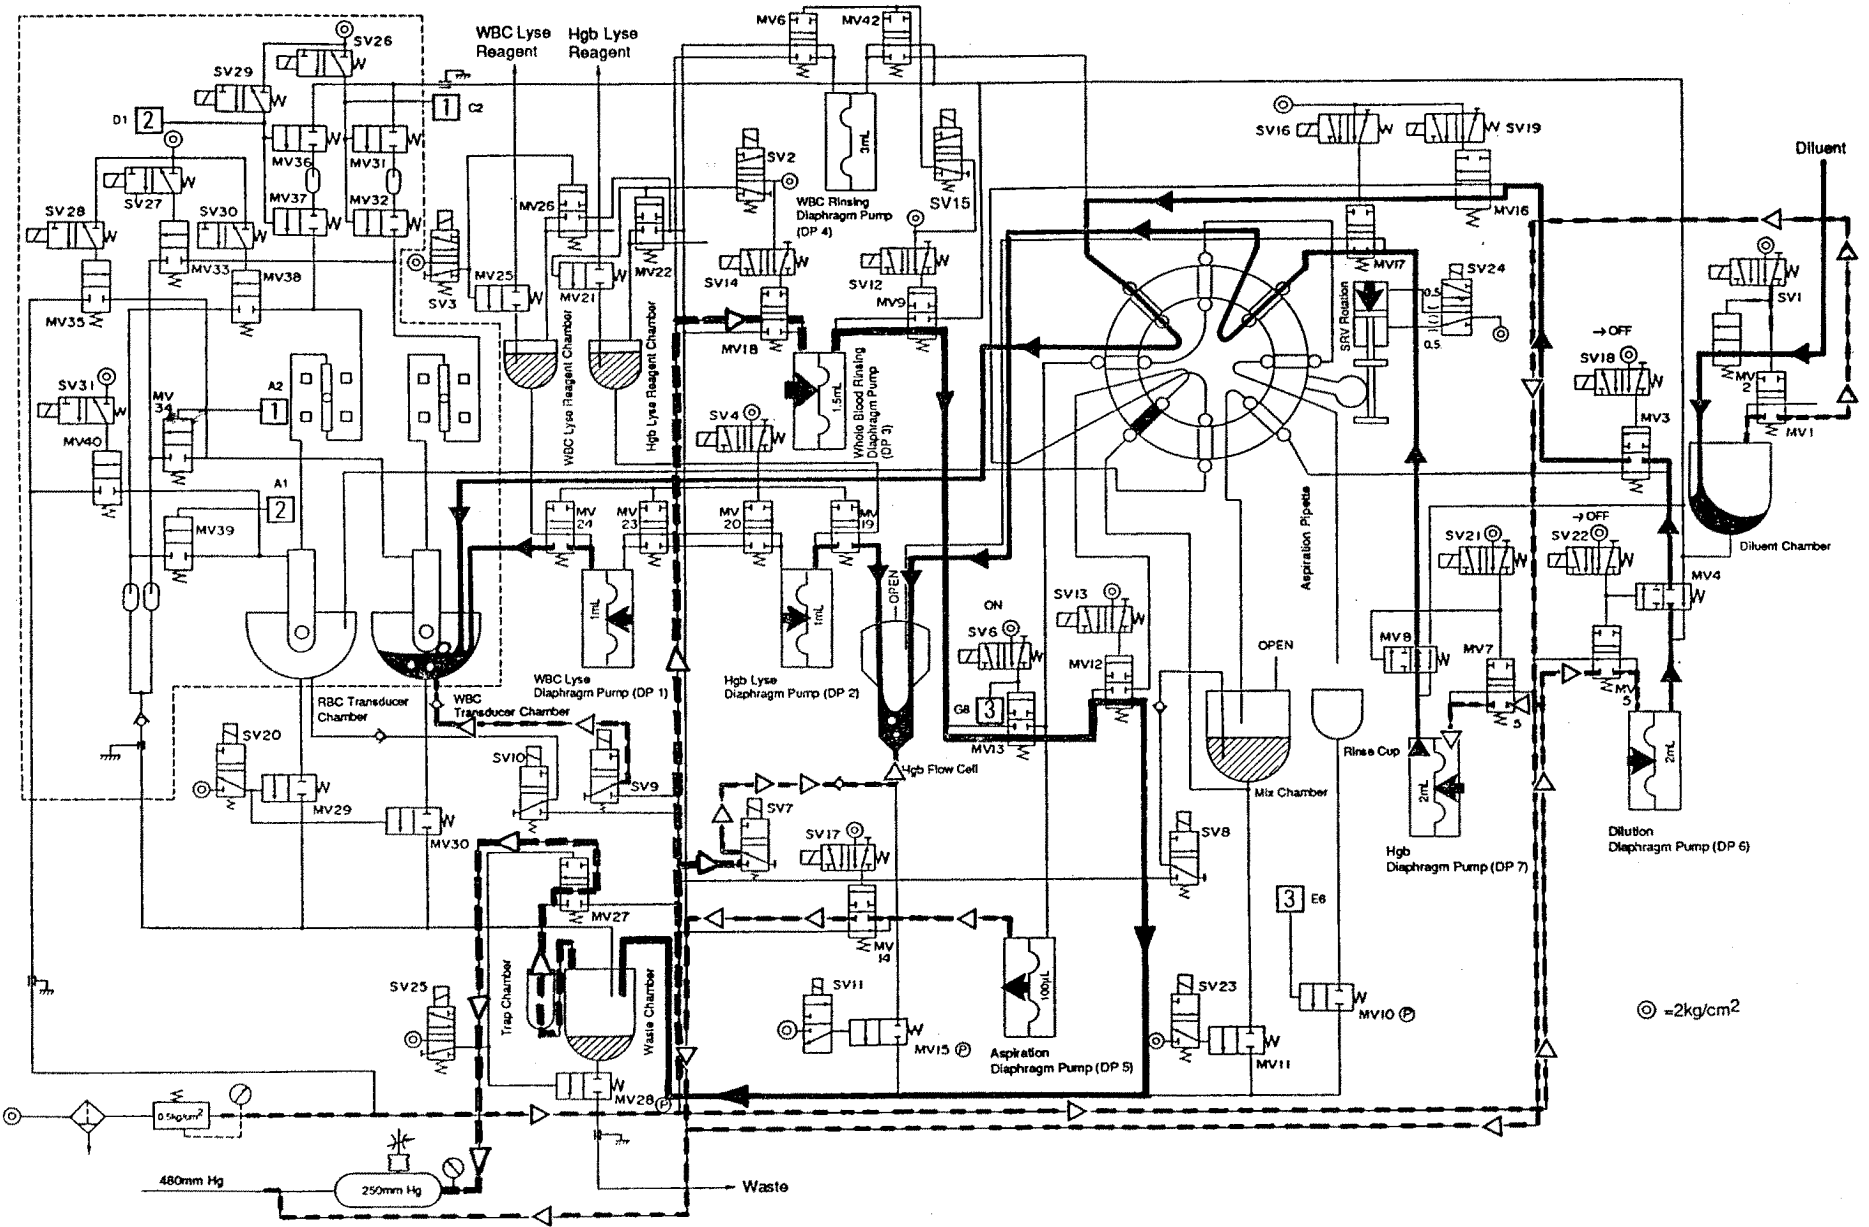 MV6
MV42
WBC Lyse
Reagent
Hgb Lyse
Reagent
SV26
SV29
1
C2
D1
2
MV36
MV31
SV16
SV19
3mL
SV2
SV15
Diluent
SV27
MV37
MV32
MV26
WBC Rinsing
Diaphragm Pump
(DP 4)
MV16
SV28
SV30
MV33
MV38
SV3
MV25
MV21
MV22
SV14
SV12
MV17
SV24
SV1
MV35
MV9
0.5
0.5
SRV Rotation
MV18
→OFF
SV18
WBC Lyse Reagent Chamber
Hgb Lyse Reagent Chamber
1.5mL
Whole Blood Rinsing
Diaphragm Pump
(DP 3)
MV
2
MV1
SV31
MV
34
A2
1
SV4
MV3
MV40
A1
2
MV
24
MV
23
MV
20
MV
19
MV39
Aspiration Pipette
SV21
→OFF
SV22
Diluent Chamber
MV4
1mL
1mL
OPEN
ON
SV6
SV13
MV12
OPEN
MV8
MV7
5
MV
5
WBC Lyse
Diaphragm Pump (DP 1)
Hgb Lyse
Diaphragm Pump (DP 2)
RBC Transducer
Chamber
WBC
Transducer Chamber
G8
3
MV13
Rinse Cup
2mL
2mL
Hgb Flow Cell
Mix Chamber
SV20
SV10
SV9
MV29
MV30
SV7
SV17
SV8
Dilution
Diaphragm Pump (DP 6)
Hgb
Diaphragm Pump (DP 7)
MV27
3
E6
MV
14
Trap Chamber
Waste Chamber
SV25
SV11
100μL
SV23
MV10 Ⓟ
◎ =2kg/cm2
MV15 Ⓟ
Aspiration
Diaphragm Pump (DP 5)
MV11
MV28 Ⓟ
0.5kg/cm2
480mm Hg
250mm Hg
Waste